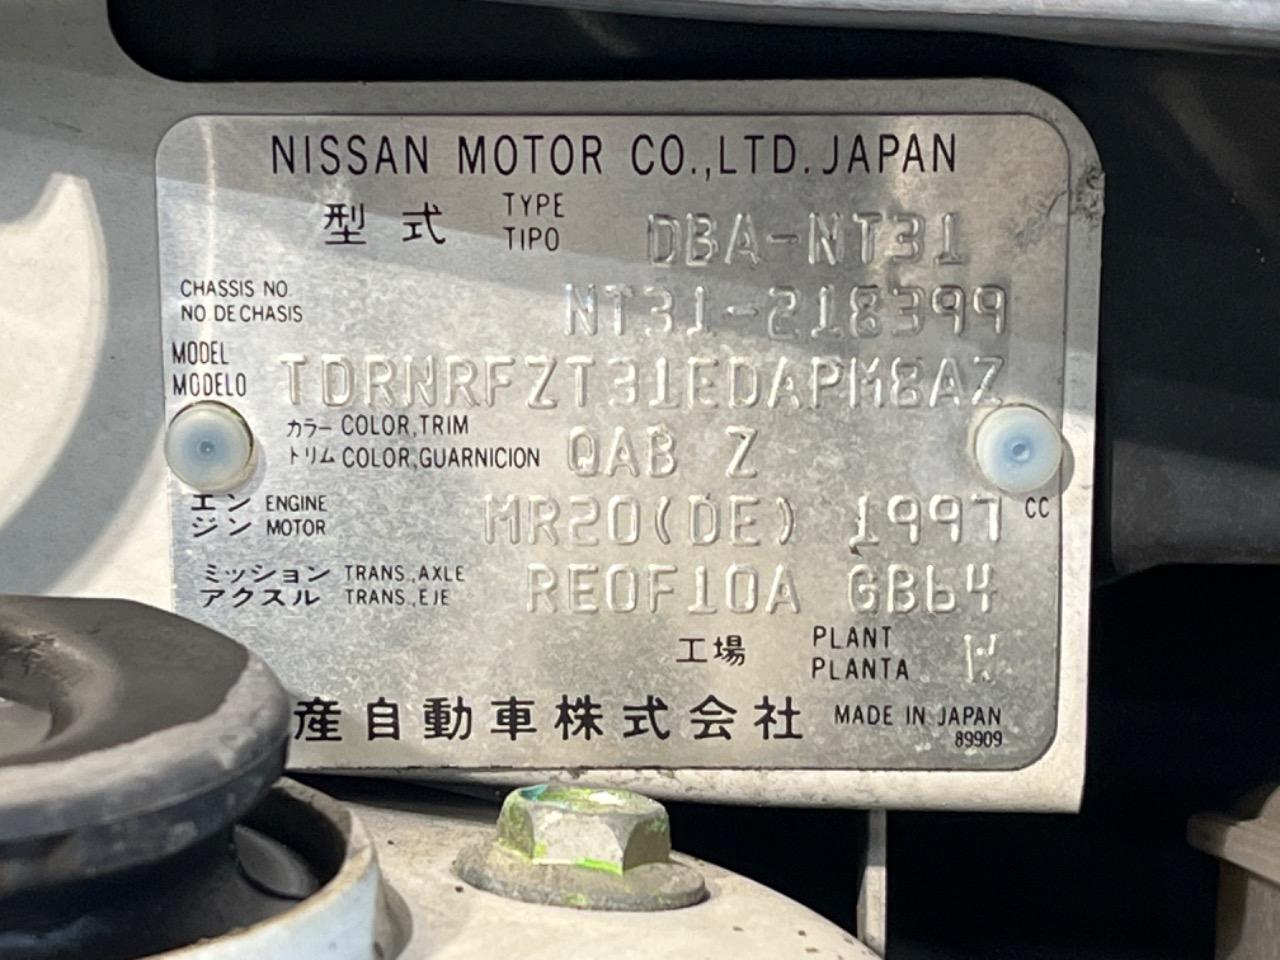 NISSAN MOTOR CO.,LTD. JAPAN
型式 TYPE TIPO DBA-NT31
CHASSIS NO. NO DE CHASIS NT31-218399
MODEL MODELO TDRNRFZT31EDAPM8AZ
カラー COLOR,TRIM
トリム COLOR,GUARNICION QAB Z
エンジン ENGINE MOTOR MR20(DE) 1997 CC
ミッション TRANS.,AXLE
アクスル TRANS.,EJE RE0F10A GB64
工場 PLANT PLANTA W
産自動車株式会社 MADE IN JAPAN
89909